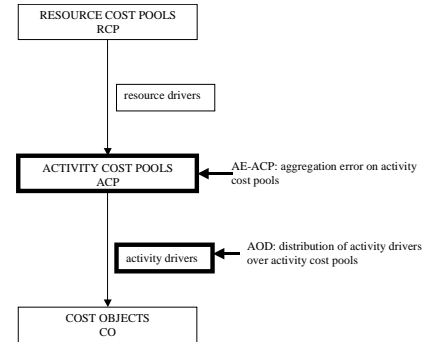 RESOURCE COST POOLS
RCP
resource drivers
ACTIVITY COST POOLS
ACP
AE-ACP: aggregation error on activity
cost pools
activity drivers
AOD: distribution of activity drivers
over activity cost pools
COST OBJECTS
CO